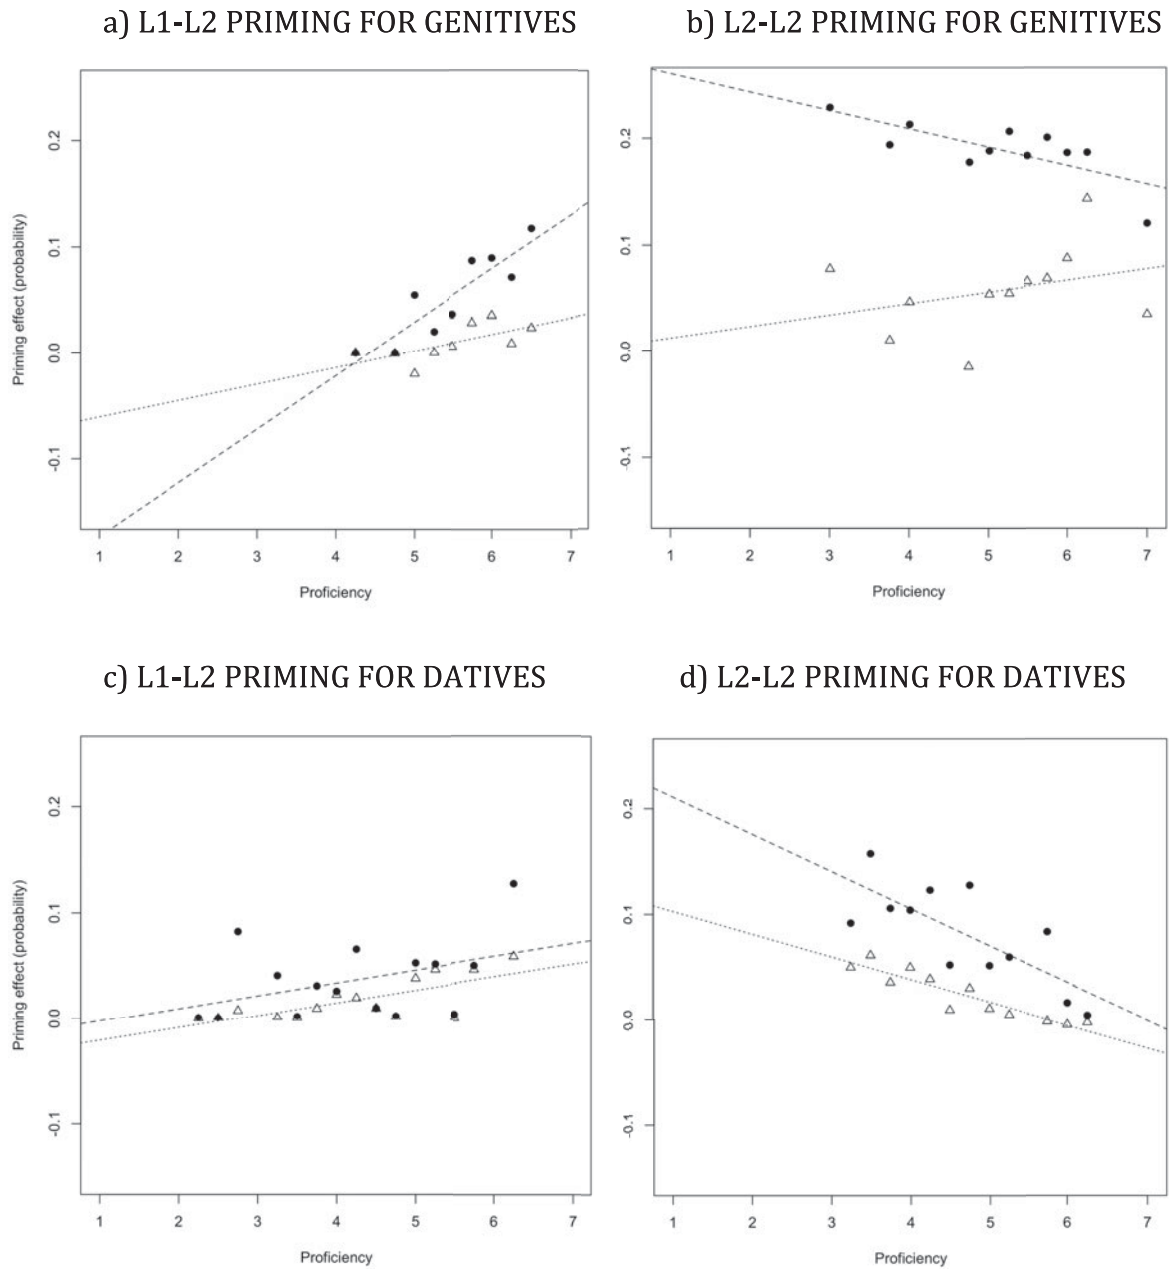 a) L1-L2 PRIMING FOR GENITIVES
b) L2-L2 PRIMING FOR GENITIVES
Priming effect (probability)
0.2
0.1
0.0
-0.1
1 2 3 4 5 6 7
Proficiency
0.2
0.1
0.0
-0.1
1 2 3 4 5 6 7
Proficiency
c) L1-L2 PRIMING FOR DATIVES
d) L2-L2 PRIMING FOR DATIVES
Priming effect (probability)
0.2
0.1
0.0
-0.1
1 2 3 4 5 6 7
Proficiency
0.2
0.1
0.0
-0.1
1 2 3 4 5 6 7
Proficiency